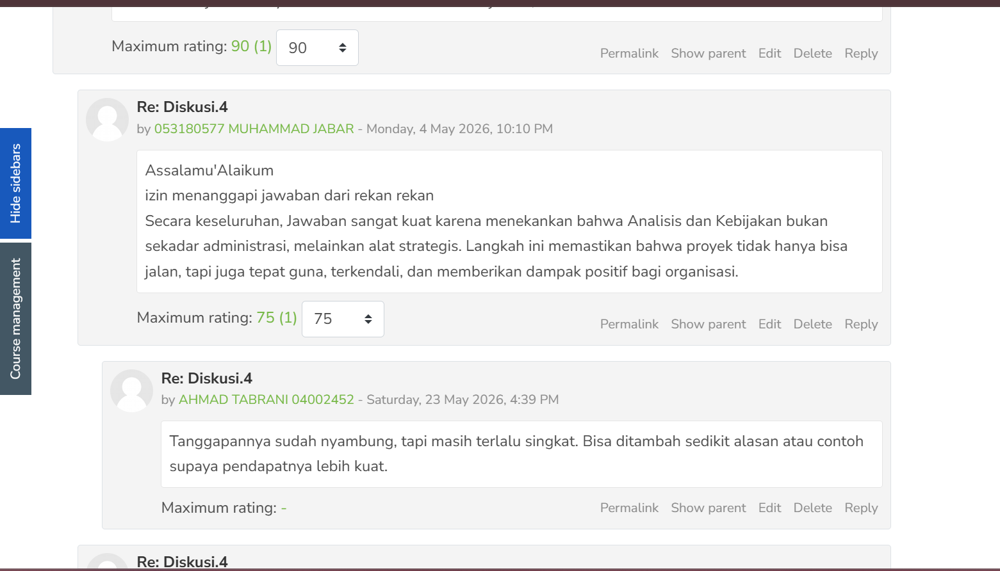 Maximum rating: 90 (1) 90
Permalink Show parent Edit Delete Reply
Re: Diskusi.4
by 053180577 MUHAMMAD JABAR - Monday, 4 May 2026, 10:10 PM
Hide sidebars
Assalamu'Alaikum
izin menanggapi jawaban dari rekan rekan
Secara keseluruhan, Jawaban sangat kuat karena menekankan bahwa Analisis dan Kebijakan bukan
sekadar administrasi, melainkan alat strategis. Langkah ini memastikan bahwa proyek tidak hanya bisa
jalan, tapi juga tepat guna, terkendali, dan memberikan dampak positif bagi organisasi.
Course management
Maximum rating: 75 (1) 75
Permalink Show parent Edit Delete Reply
Re: Diskusi.4
by AHMAD TABRANI 04002452 - Saturday, 23 May 2026, 4:39 PM
Tanggapannya sudah nyambung, tapi masih terlalu singkat. Bisa ditambah sedikit alasan atau contoh
supaya pendapatnya lebih kuat.
Maximum rating: -
Permalink Show parent Edit Delete Reply
Re: Diskusi.4